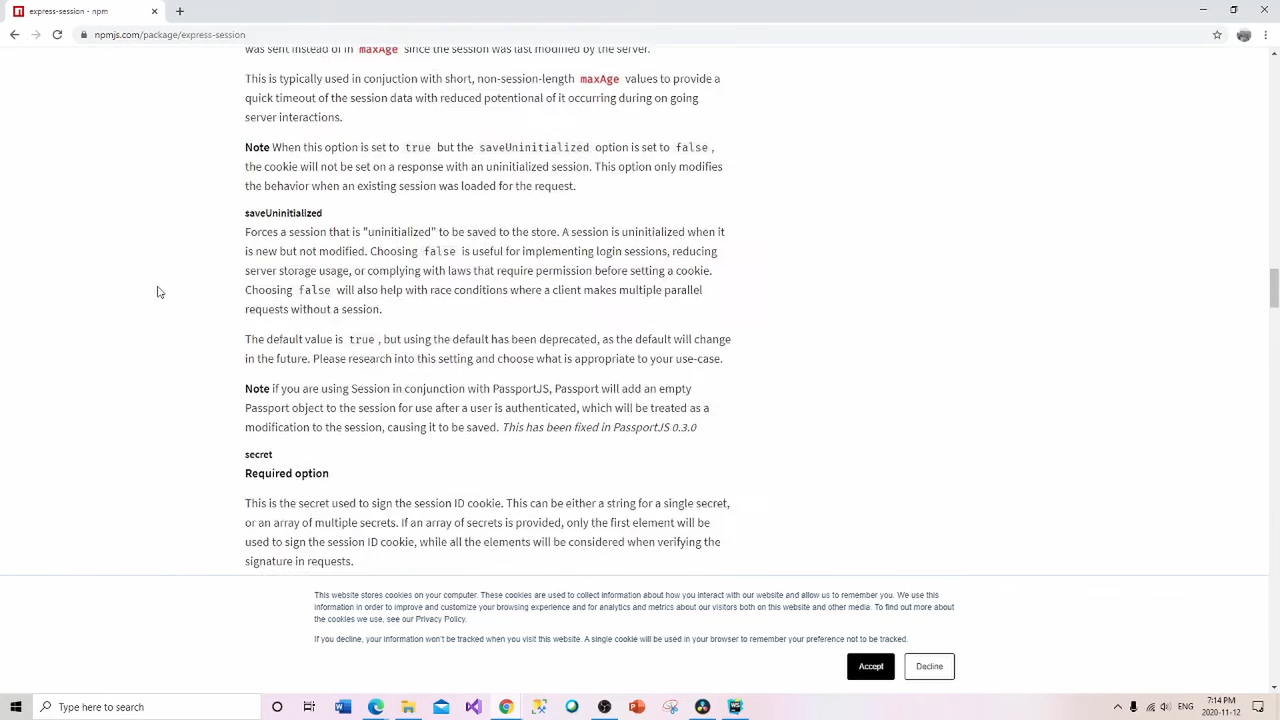 express-session - npm
npmjs.com/package/express-session
was sent instead of in maxAge since the session was last modified by the server.
This is typically used in conjuction with short, non-session-length maxAge values to provide a
quick timeout of the session data with reduced potential of it occurring during on going
server interactions.
Note When this option is set to true but the saveUninitialized option is set to false,
the cookie will not be set on a response with an uninitialized session. This option only modifies
the behavior when an existing session was loaded for the request.
saveUninitialized
Forces a session that is "uninitialized" to be saved to the store. A session is uninitialized when it
is new but not modified. Choosing false is useful for implementing login sessions, reducing
server storage usage, or complying with laws that require permission before setting a cookie.
Choosing false will also help with race conditions where a client makes multiple parallel
requests without a session.
The default value is true, but using the default has been deprecated, as the default will change
in the future. Please research into this setting and choose what is appropriate to your use-case.
Note if you are using Session in conjunction with PassportJS, Passport will add an empty
Passport object to the session for use after a user is authenticated, which will be treated as a
modification to the session, causing it to be saved. This has been fixed in PassportJS 0.3.0
secret
Required option
This is the secret used to sign the session ID cookie. This can be either a string for a single secret,
or an array of multiple secrets. If an array of secrets is provided, only the first element will be
used to sign the session ID cookie, while all the elements will be considered when verifying the
signature in requests.
This website stores cookies on your computer. These cookies are used to collect information about how you interact with our website and allow us to remember you. We use this
information in order to improve and customize your browsing experience and for analytics and metrics about our visitors both on this website and other media. To find out more about
the cookies we use, see our Privacy Policy.
If you decline, your information won't be tracked when you visit this website. A single cookie will be used in your browser to remember your preference not to be tracked.
Accept Decline
Type here to search
ENG
7:14 PM
2020-11-12